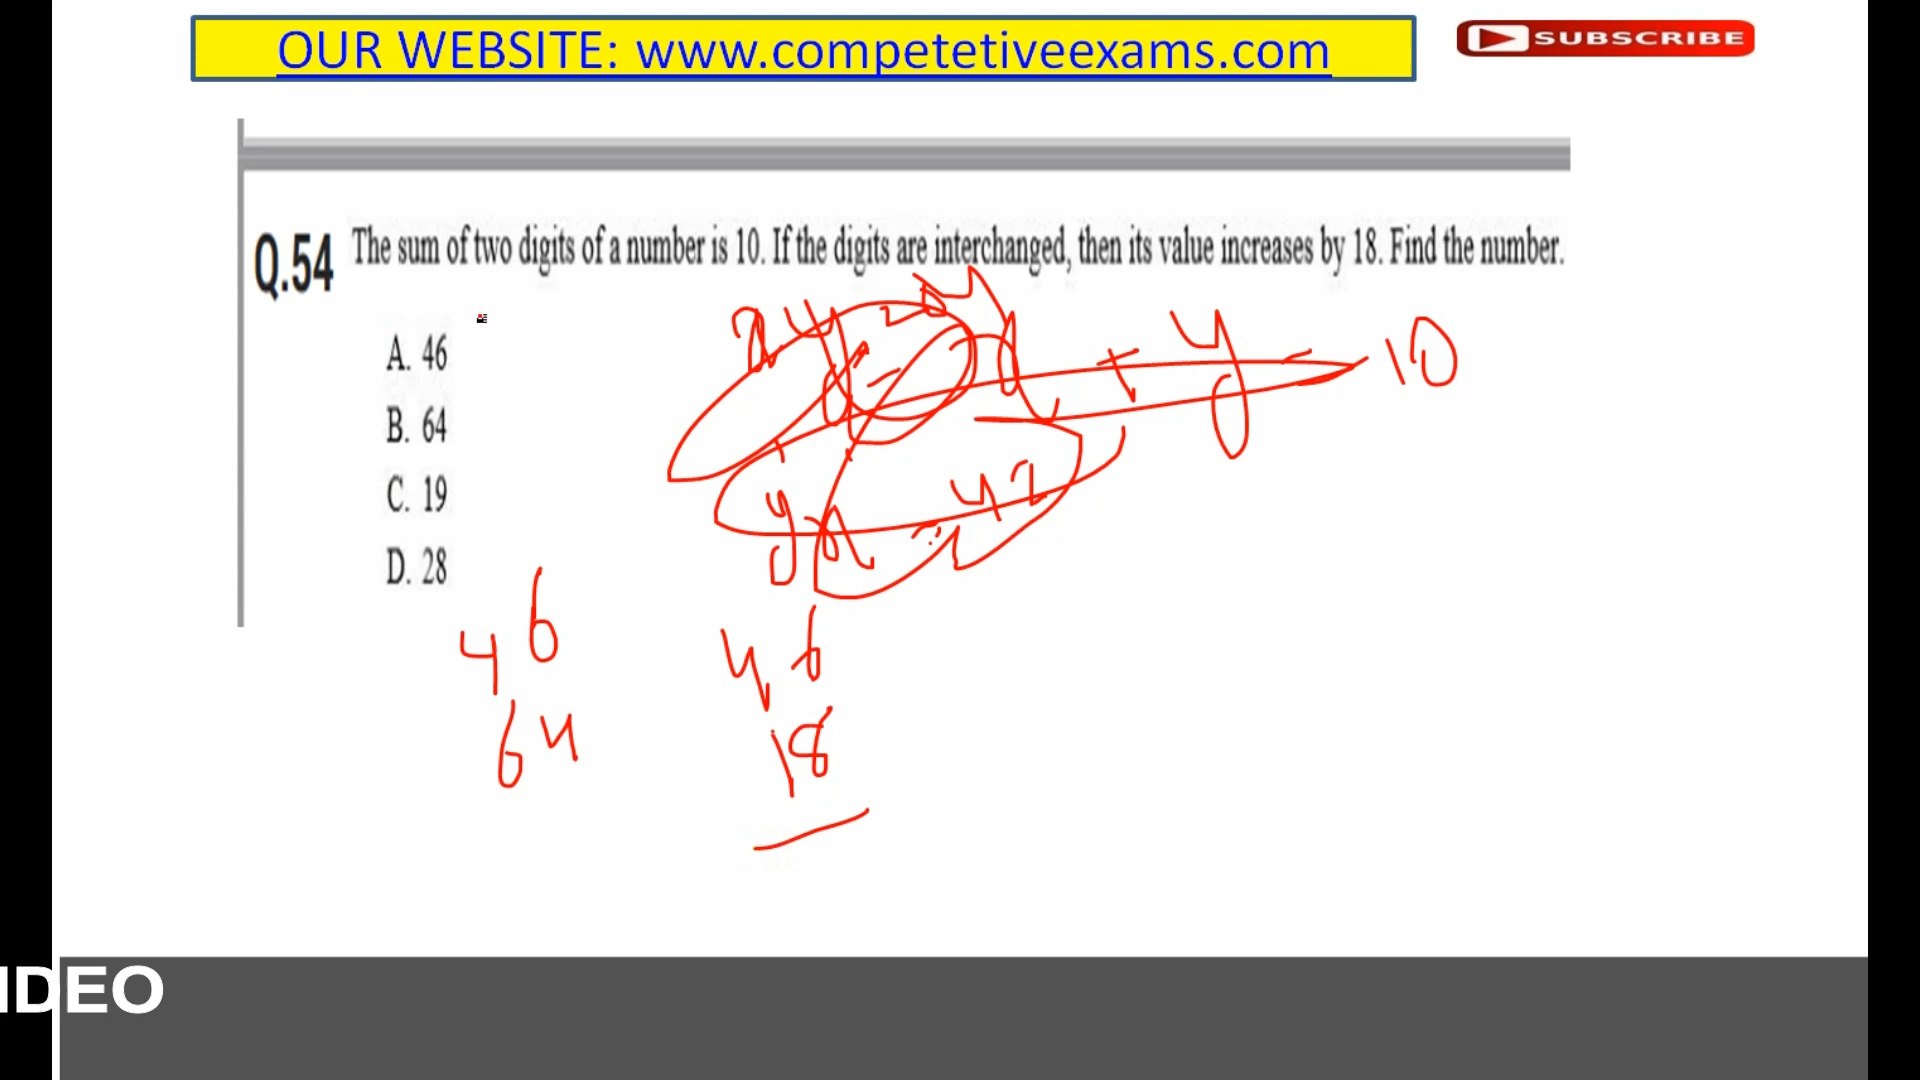 OUR WEBSITE: www.competetiveexams.com
SUBSCRIBE
Q.54 The sum of two digits of a number is 10. If the digits are interchanged, then its value increases by 18. Find the number.
A. 46
B. 64
C. 19
D. 28
+ y = 10
46
64
46
18
IDEO